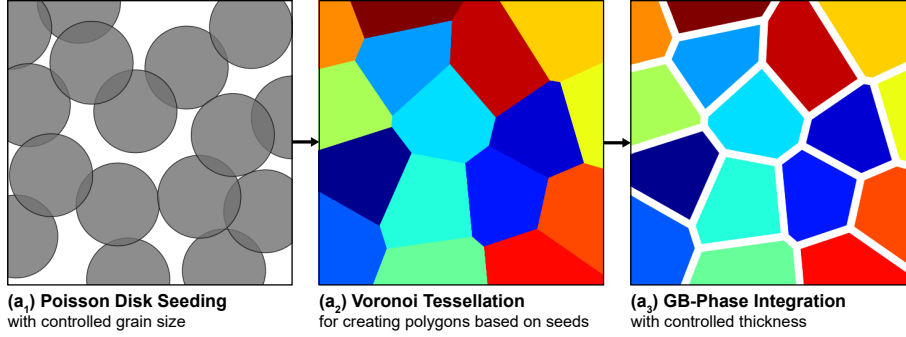 (a₁) Poisson Disk Seeding
with controlled grain size
(a₂) Voronoi Tessellation
for creating polygons based on seeds
(a₃) GB-Phase Integration
with controlled thickness